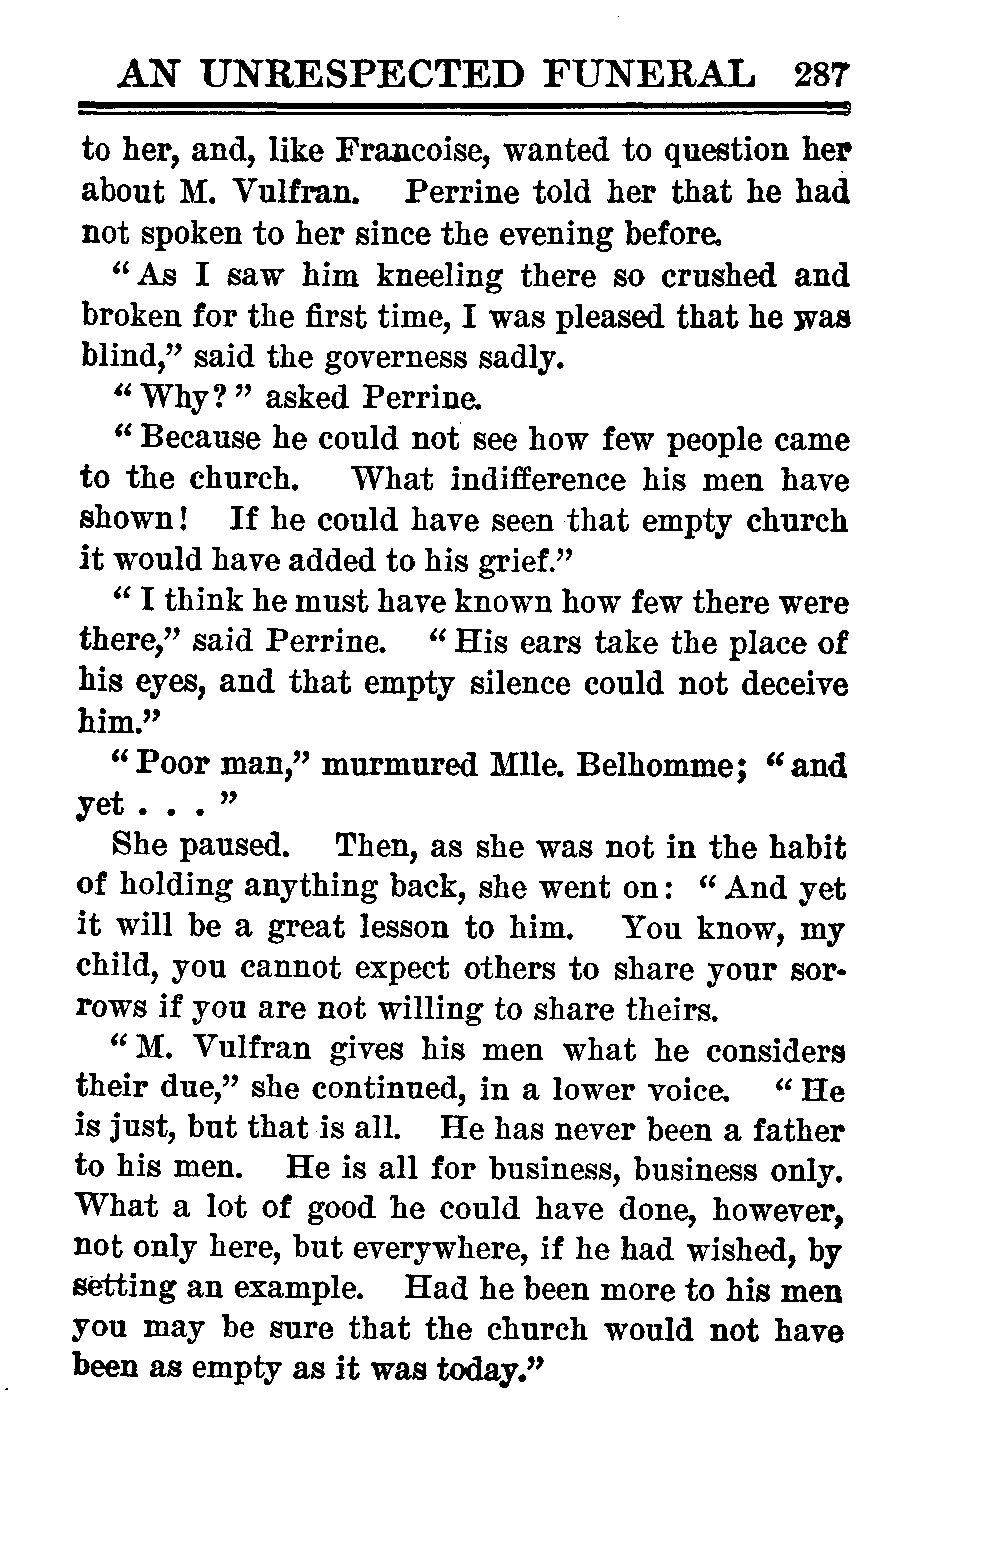 AN UNRESPECTED FUNERAL 287
to her, and, like Francoise, wanted to question her
about M. Vulfran. Perrine told her that he had
not spoken to her since the evening before.
“As I saw him kneeling there so crushed and
broken for the first time, I was pleased that he was
blind,” said the governess sadly.
“Why?” asked Perrine.
“Because he could not see how few people came
to the church. What indifference his men have
shown! If he could have seen that empty church
it would have added to his grief.”
“I think he must have known how few there were
there,” said Perrine. “His ears take the place of
his eyes, and that empty silence could not deceive
him.”
“Poor man,” murmured Mlle. Belhomme; “and
yet . . . ”
She paused. Then, as she was not in the habit
of holding anything back, she went on: “And yet
it will be a great lesson to him. You know, my
child, you cannot expect others to share your sor-
rows if you are not willing to share theirs.
“M. Vulfran gives his men what he considers
their due,” she continued, in a lower voice. “He
is just, but that is all. He has never been a father
to his men. He is all for business, business only.
What a lot of good he could have done, however,
not only here, but everywhere, if he had wished, by
setting an example. Had he been more to his men
you may be sure that the church would not have
been as empty as it was today.”